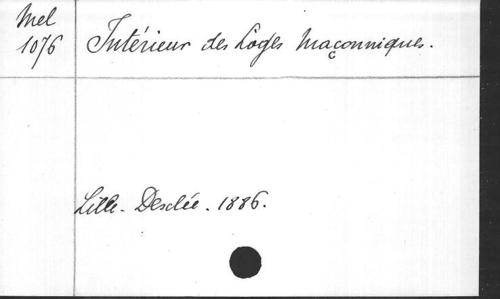 Mel
1076
Intérieur des Loges Maçonniques.
Lille. Desclée. 1886.